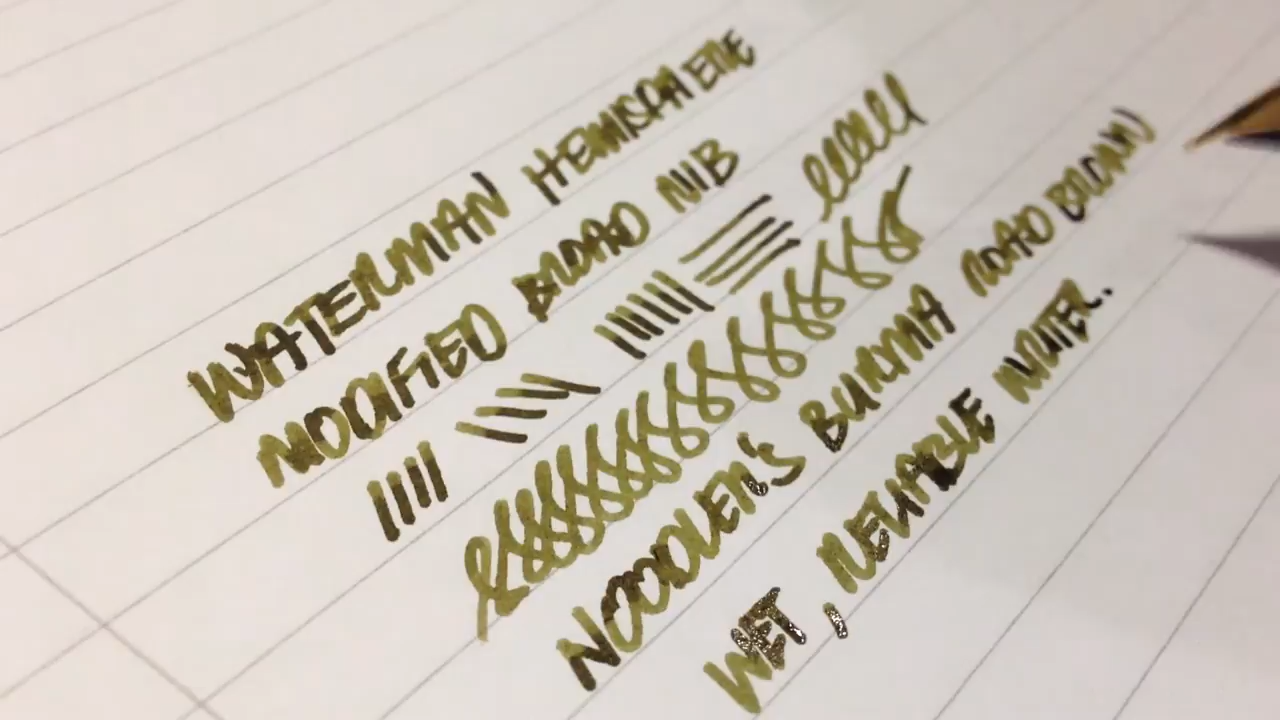 WATERMAN HEMISPHERE
MODIFIED BROAD NIB
NOODLER'S BURMA ROAD BROWN
WET, RELIABLE WRITER.